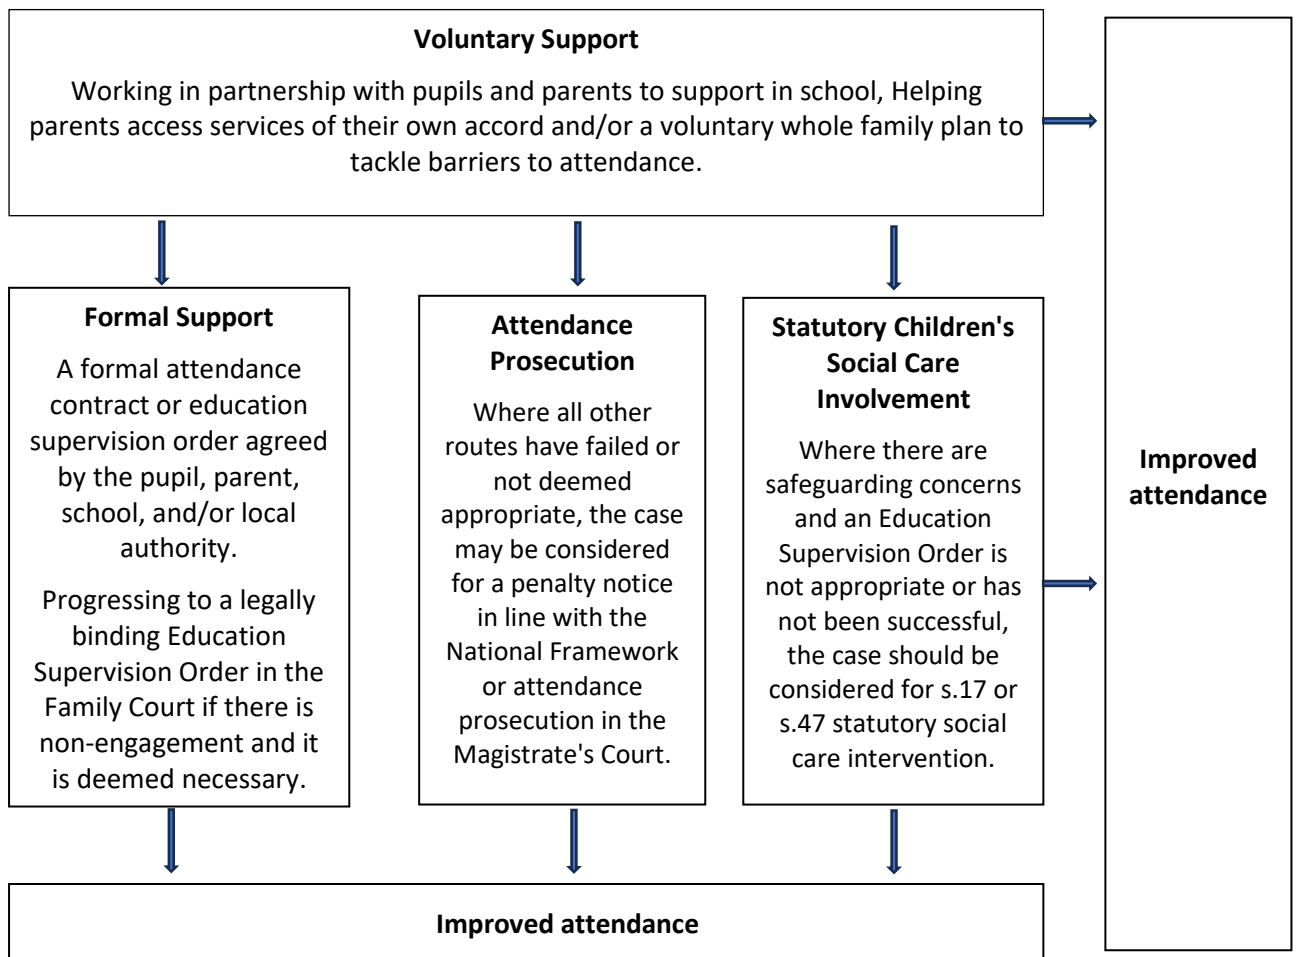 Voluntary Support
Working in partnership with pupils and parents to support in school, Helping
parents access services of their own accord and/or a voluntary whole family plan to
tackle barriers to attendance.
Formal Support
A formal attendance
contract or education
supervision order agreed
by the pupil, parent,
school, and/or local
authority.
Progressing to a legally
binding Education
Supervision Order in the
Family Court if there is
non-engagement and it
is deemed necessary.
Attendance
Prosecution
Where all other
routes have failed or
not deemed
appropriate, the case
may be considered
for a penalty notice
in line with the
National Framework
or attendance
prosecution in the
Magistrate's Court.
Statutory Children's
Social Care
Involvement
Where there are
safeguarding concerns
and an Education
Supervision Order is
not appropriate or has
not been successful,
the case should be
considered for s.17 or
s.47 statutory social
care intervention.
Improved
attendance
Improved attendance